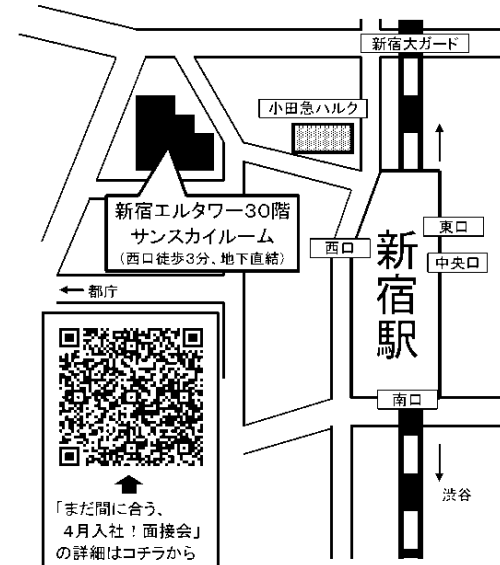 新宿大ガード
小田急ハルク
新宿エルタワー30階
サンスカイルーム
(西口徒歩3分、地下直結)
西口
東口
新宿駅
中央口
←都庁
南口
渋谷
「まだ間に合う、
4月入社!面接会」
の詳細はコチラから